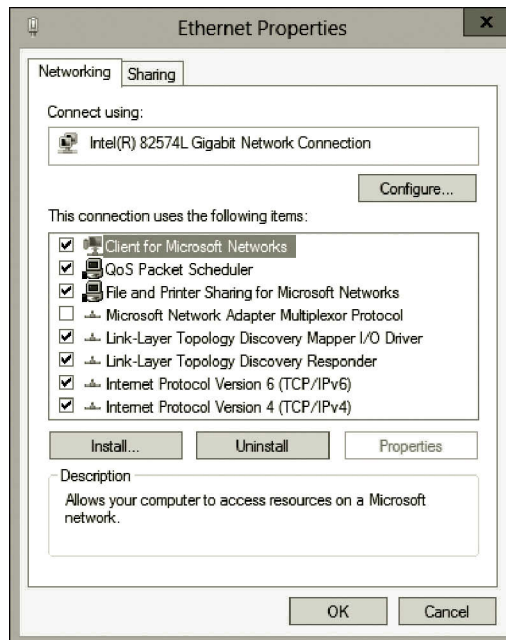 Ethernet Properties
x
Networking
Sharing
Connect using:
Intel(R) 82574L Gigabit Network Connection
Configure...
This connection uses the following items:
Client for Microsoft Networks
QoS Packet Scheduler
File and Printer Sharing for Microsoft Networks
Microsoft Network Adapter Multiplexor Protocol
Link-Layer Topology Discovery Mapper I/O Driver
Link-Layer Topology Discovery Responder
Internet Protocol Version 6 (TCP/IPv6)
Internet Protocol Version 4 (TCP/IPv4)
Install...
Uninstall
Properties
Description
Allows your computer to access resources on a Microsoft
network.
OK
Cancel